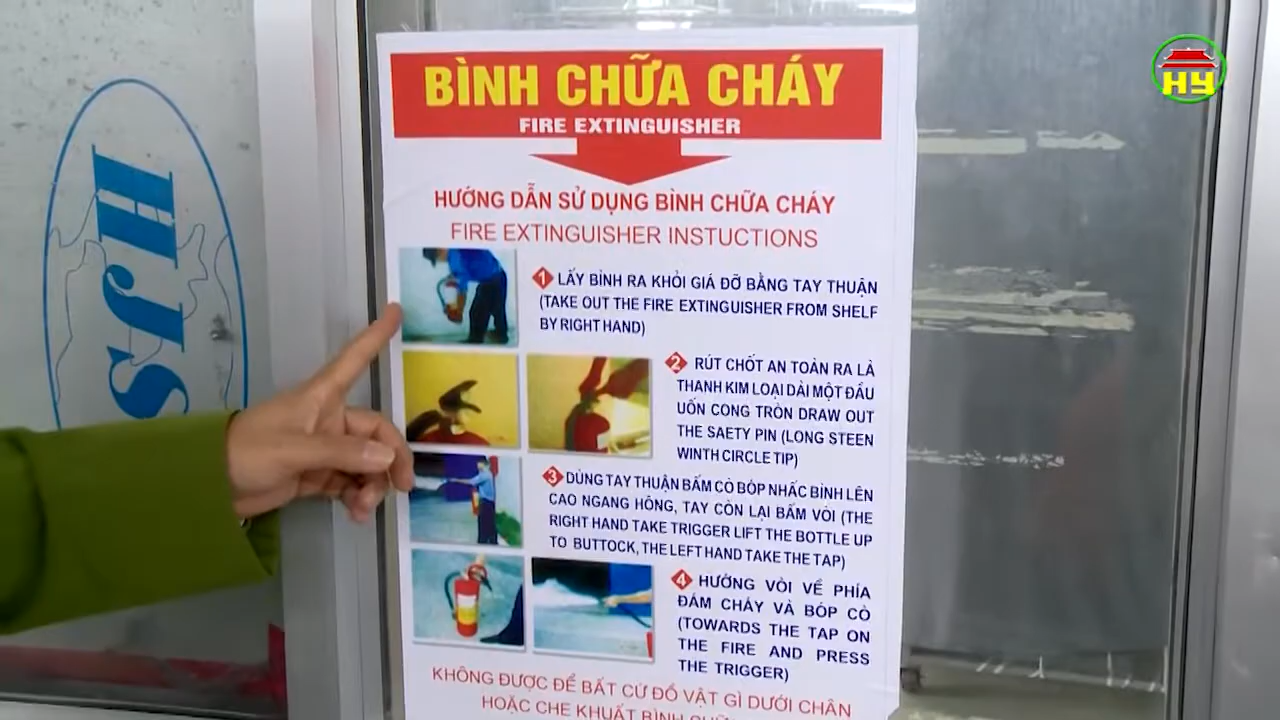 HY
HJS
BÌNH CHỮA CHÁY
FIRE EXTINGUISHER
HƯỚNG DẪN SỬ DỤNG BÌNH CHỮA CHÁY
FIRE EXTINGUISHER INSTUCTIONS
1 LẤY BÌNH RA KHỎI GIÁ ĐỠ BẰNG TAY THUẬN
(TAKE OUT THE FIRE EXTINGUISHER FROM SHELF
BY RIGHT HAND)
2 RÚT CHỐT AN TOÀN RA LÀ
THANH KIM LOẠI DÀI MỘT ĐẦU
UỐN CONG TRÒN DRAW OUT
THE SAETY PIN (LONG STEEN
WINTH CIRCLE TIP)
3 DÙNG TAY THUẬN BẤM CÒ BÓP NHẤC BÌNH LÊN
CAO NGANG HÔNG, TAY CÒN LẠI BẤM VÒI (THE
RIGHT HAND TAKE TRIGGER LIFT THE BOTTLE UP
TO BUTTOCK, THE LEFT HAND TAKE THE TAP)
4 HƯỚNG VÒI VỀ PHÍA
ĐÁM CHÁY VÀ BÓP CÒ
(TOWARDS THE TAP ON
THE FIRE AND PRESS
THE TRIGGER)
KHÔNG ĐƯỢC ĐỂ BẤT CỨ ĐỒ VẬT GÌ DƯỚI CHÂN
HOẶC CHE KHUẤT BÌNH